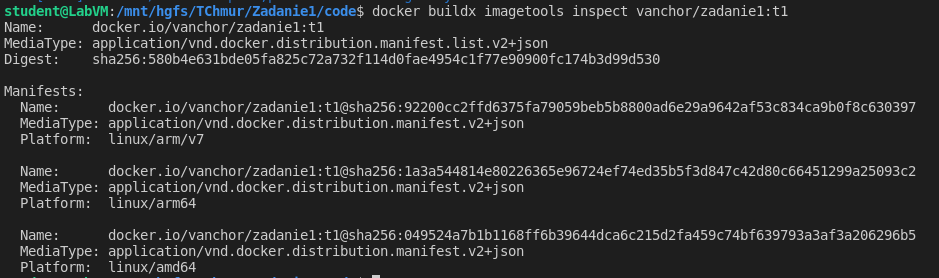 student@LabVM:/mnt/hgfs/TChmur/Zadanie1/code$ docker buildx imagetools inspect vanchor/zadanie1:t1
Name:      docker.io/vanchor/zadanie1:t1
MediaType: application/vnd.docker.distribution.manifest.list.v2+json
Digest:    sha256:580b4e631bde05fa825c72a732f114d0fae4954c1f77e90900fc174b3d99d530

Manifests:
  Name:      docker.io/vanchor/zadanie1:t1@sha256:92200cc2ffd6375fa79059beb5b8800ad6e29a9642af53c834ca9b0f8c630397
  MediaType: application/vnd.docker.distribution.manifest.v2+json
  Platform:  linux/arm/v7

  Name:      docker.io/vanchor/zadanie1:t1@sha256:1a3a544814e80226365e96724ef74ed35b5f3d847c42d80c66451299a25093c2
  MediaType: application/vnd.docker.distribution.manifest.v2+json
  Platform:  linux/arm64

  Name:      docker.io/vanchor/zadanie1:t1@sha256:049524a7b1b1168ff6b39644dca6c215d2fa459c74bf639793a3af3a206296b5
  MediaType: application/vnd.docker.distribution.manifest.v2+json
  Platform:  linux/amd64